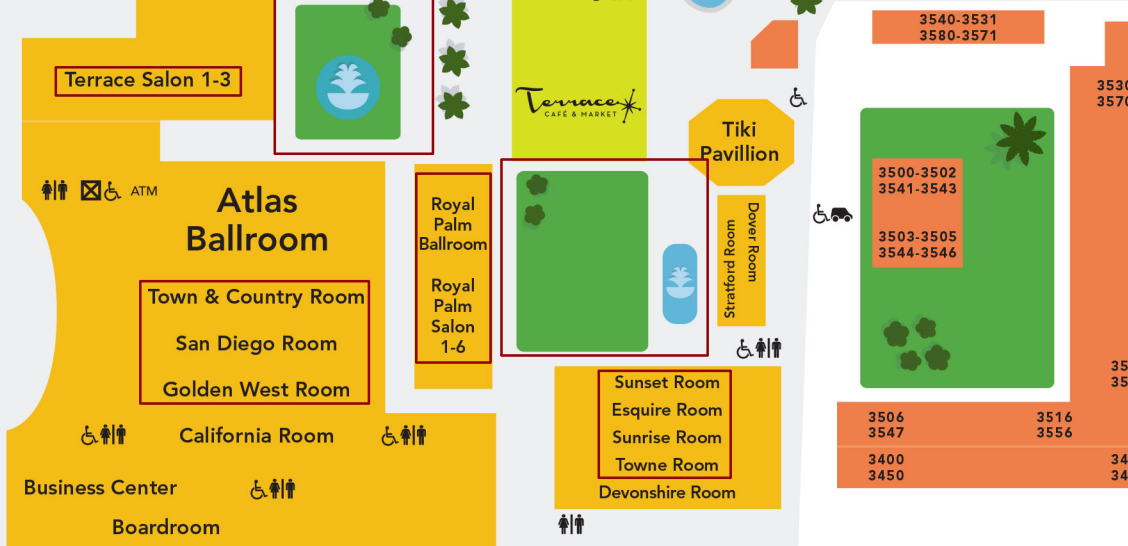 3540-3531
3580-3571
Terrace Salon 1-3
Terrace
CAFÉ & MARKET
Tiki
Pavillion
ATM
Atlas
Ballroom
Royal
Palm
Ballroom
Royal
Palm
Salon
1-6
Stratford Room
Dover Room
3500-3502
3541-3543
3503-3505
3544-3546
Town & Country Room
San Diego Room
Golden West Room
California Room
Business Center
Boardroom
Sunset Room
Esquire Room
Sunrise Room
Towne Room
Devonshire Room
3506
3547
3516
3556
3400
3450